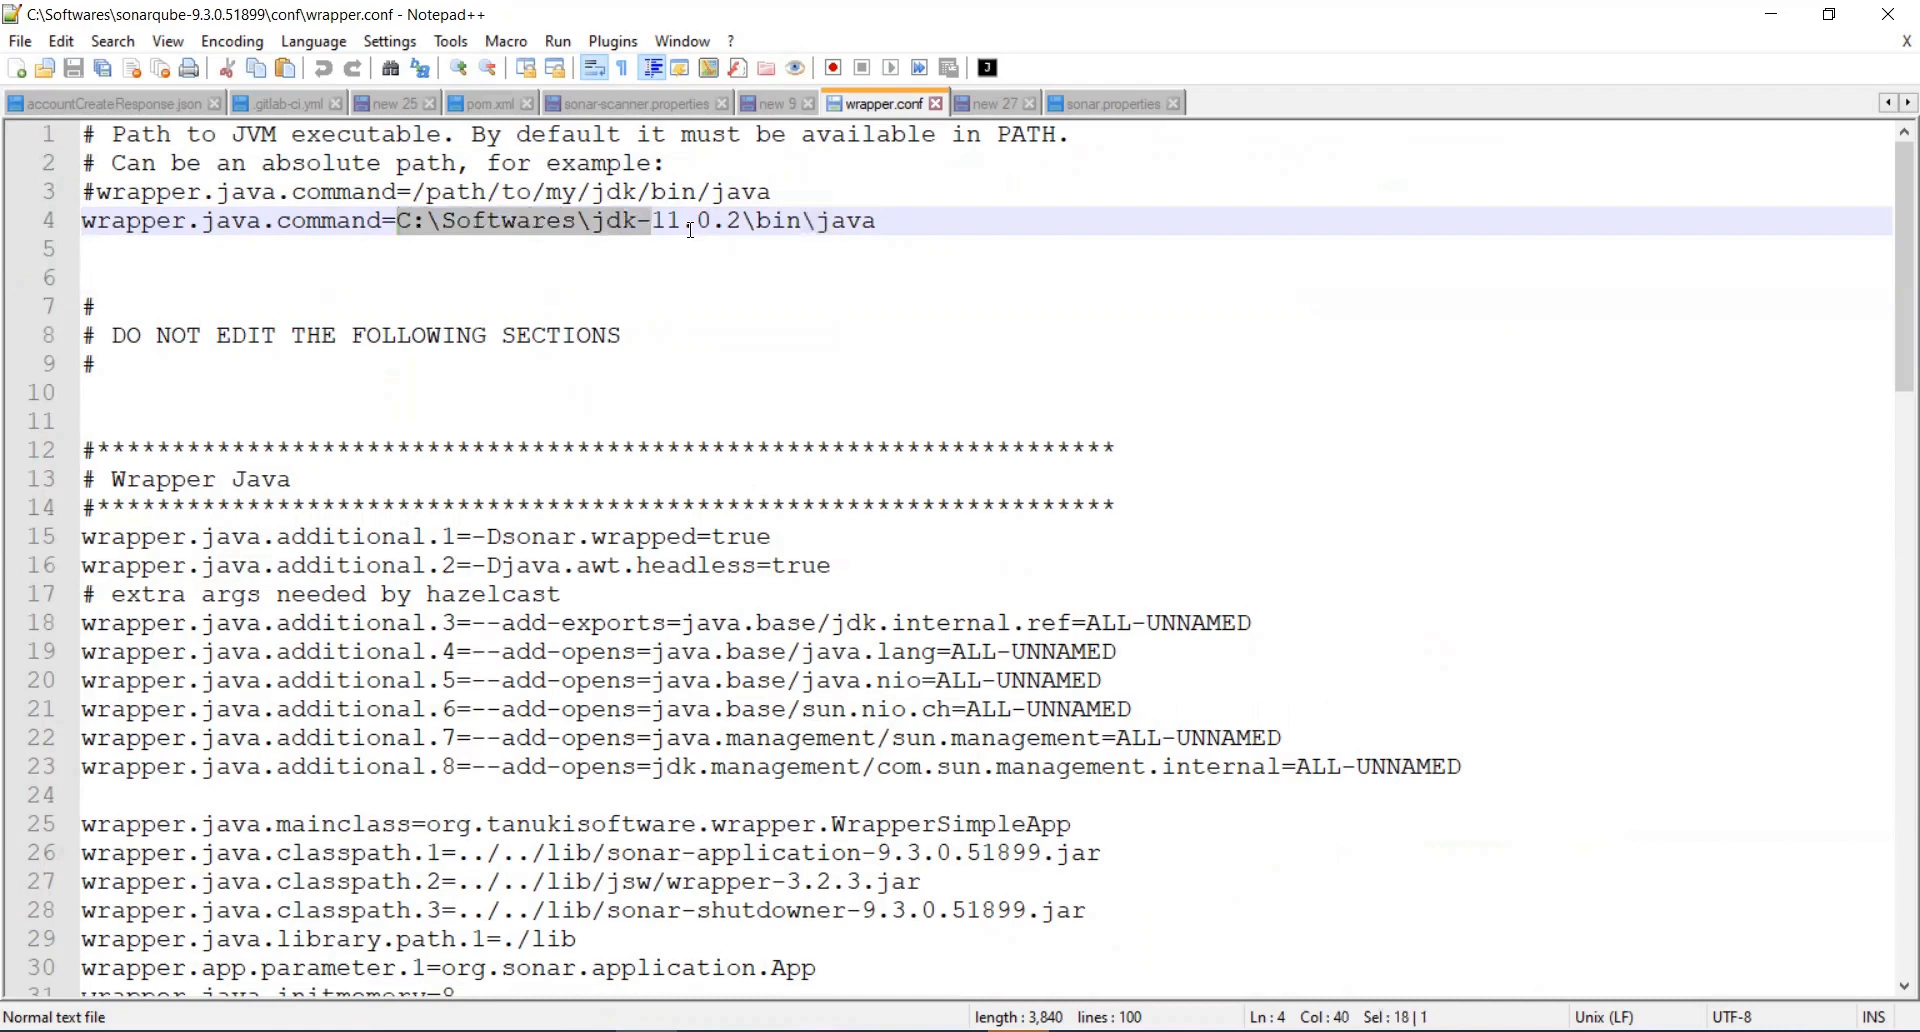 C:\Softwares\sonarqube-9.3.0.51899\conf\wrapper.conf - Notepad++
File Edit Search View Encoding Language Settings Tools Macro Run Plugins Window ? X
accountCreateResponse.json .gitlab-ci.yml new 25 pom.xml sonar-scanner.properties new 9 wrapper.conf new 27 sonar.properties
1 # Path to JVM executable. By default it must be available in PATH.
2 # Can be an absolute path, for example:
3 #wrapper.java.command=/path/to/my/jdk/bin/java
4 wrapper.java.command=C:\Softwares\jdk-11.0.2\bin\java
5
6
7 #
8 # DO NOT EDIT THE FOLLOWING SECTIONS
9 #
10
11
12 #********************************************************************
13 # Wrapper Java
14 #********************************************************************
15 wrapper.java.additional.1=-Dsonar.wrapped=true
16 wrapper.java.additional.2=-Djava.awt.headless=true
17 # extra args needed by hazelcast
18 wrapper.java.additional.3=--add-exports=java.base/jdk.internal.ref=ALL-UNNAMED
19 wrapper.java.additional.4=--add-opens=java.base/java.lang=ALL-UNNAMED
20 wrapper.java.additional.5=--add-opens=java.base/java.nio=ALL-UNNAMED
21 wrapper.java.additional.6=--add-opens=java.base/sun.nio.ch=ALL-UNNAMED
22 wrapper.java.additional.7=--add-opens=java.management/sun.management=ALL-UNNAMED
23 wrapper.java.additional.8=--add-opens=jdk.management/com.sun.management.internal=ALL-UNNAMED
24
25 wrapper.java.mainclass=org.tanukisoftware.wrapper.WrapperSimpleApp
26 wrapper.java.classpath.1=../../lib/sonar-application-9.3.0.51899.jar
27 wrapper.java.classpath.2=../../lib/jsw/wrapper-3.2.3.jar
28 wrapper.java.classpath.3=../../lib/sonar-shutdowner-9.3.0.51899.jar
29 wrapper.java.library.path.1=./lib
30 wrapper.app.parameter.1=org.sonar.application.App
31 wrapper.java.initmemory=8
Normal text file length : 3,840 lines : 100 Ln : 4 Col : 40 Sel : 18 | 1 Unix (LF) UTF-8 INS